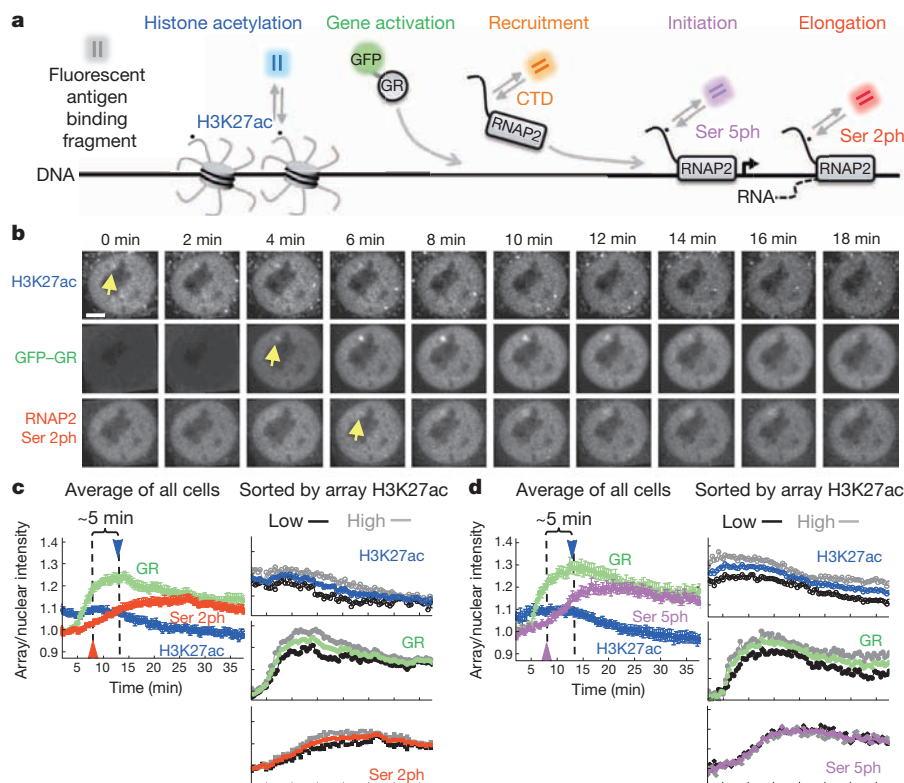 a
Histone acetylation
Gene activation
Recruitment
Initiation
Elongation
Fluorescent
antigen
binding
fragment
H3K27ac
GFP
GR
CTD
RNAP2
Ser 5ph
RNAP2
Ser 2ph
RNAP2
DNA
RNA
b
0 min 2 min 4 min 6 min 8 min 10 min 12 min 14 min 16 min 18 min
H3K27ac
GFP–GR
RNAP2
Ser 2ph
c
Average of all cells
Sorted by array H3K27ac
~5 min
Low High
Array/nuclear intensity
1.4
1.3
1.2
1.1
1.0
0.9
GR
Ser 2ph
H3K27ac
5 15 25 35
Time (min)
H3K27ac
GR
Ser 2ph
d
Average of all cells
Sorted by array H3K27ac
~5 min
Low High
Array/nuclear intensity
1.4
1.3
1.2
1.1
1.0
0.9
GR
Ser 5ph
H3K27ac
5 15 25 35
Time (min)
H3K27ac
GR
Ser 5ph